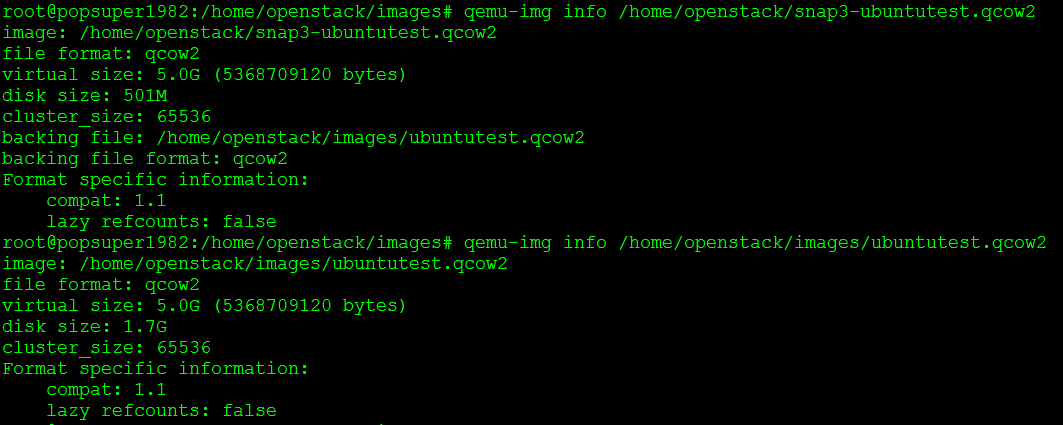 root@popsuper1982:/home/openstack/images# qemu-img info /home/openstack/snap3-ubuntutest.qcow2
image: /home/openstack/snap3-ubuntutest.qcow2
file format: qcow2
virtual size: 5.0G (5368709120 bytes)
disk size: 501M
cluster_size: 65536
backing file: /home/openstack/images/ubuntutest.qcow2
backing file format: qcow2
Format specific information:
    compat: 1.1
    lazy refcounts: false
root@popsuper1982:/home/openstack/images# qemu-img info /home/openstack/images/ubuntutest.qcow2
image: /home/openstack/images/ubuntutest.qcow2
file format: qcow2
virtual size: 5.0G (5368709120 bytes)
disk size: 1.7G
cluster_size: 65536
Format specific information:
    compat: 1.1
    lazy refcounts: false